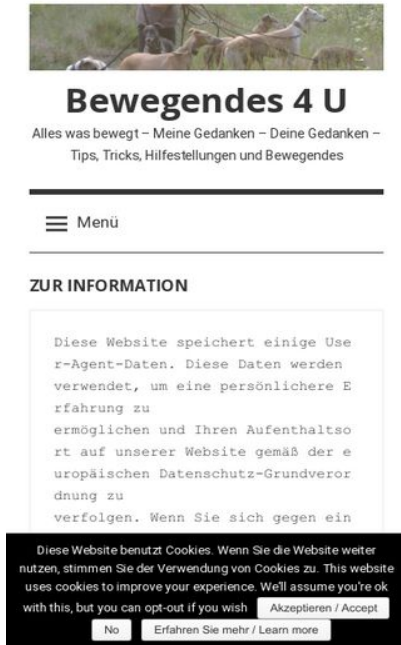 Bewegendes 4 U
Alles was bewegt – Meine Gedanken – Deine Gedanken –
Tips, Tricks, Hilfestellungen und Bewegendes
Menü
ZUR INFORMATION
Diese Website speichert einige Use
r-Agent-Daten. Diese Daten werden
verwendet, um eine persönlichere E
rfahrung zu
ermöglichen und Ihren Aufenthaltso
rt auf unserer Website gemäß der e
uropäischen Datenschutz-Grundveror
dnung zu
verfolgen. Wenn Sie sich gegen ein
Diese Website benutzt Cookies. Wenn Sie die Website weiter
nutzen, stimmen Sie der Verwendung von Cookies zu. This website
uses cookies to improve your experience. We'll assume you're ok
with this, but you can opt-out if you wish Akzeptieren / Accept
No Erfahren Sie mehr / Learn more